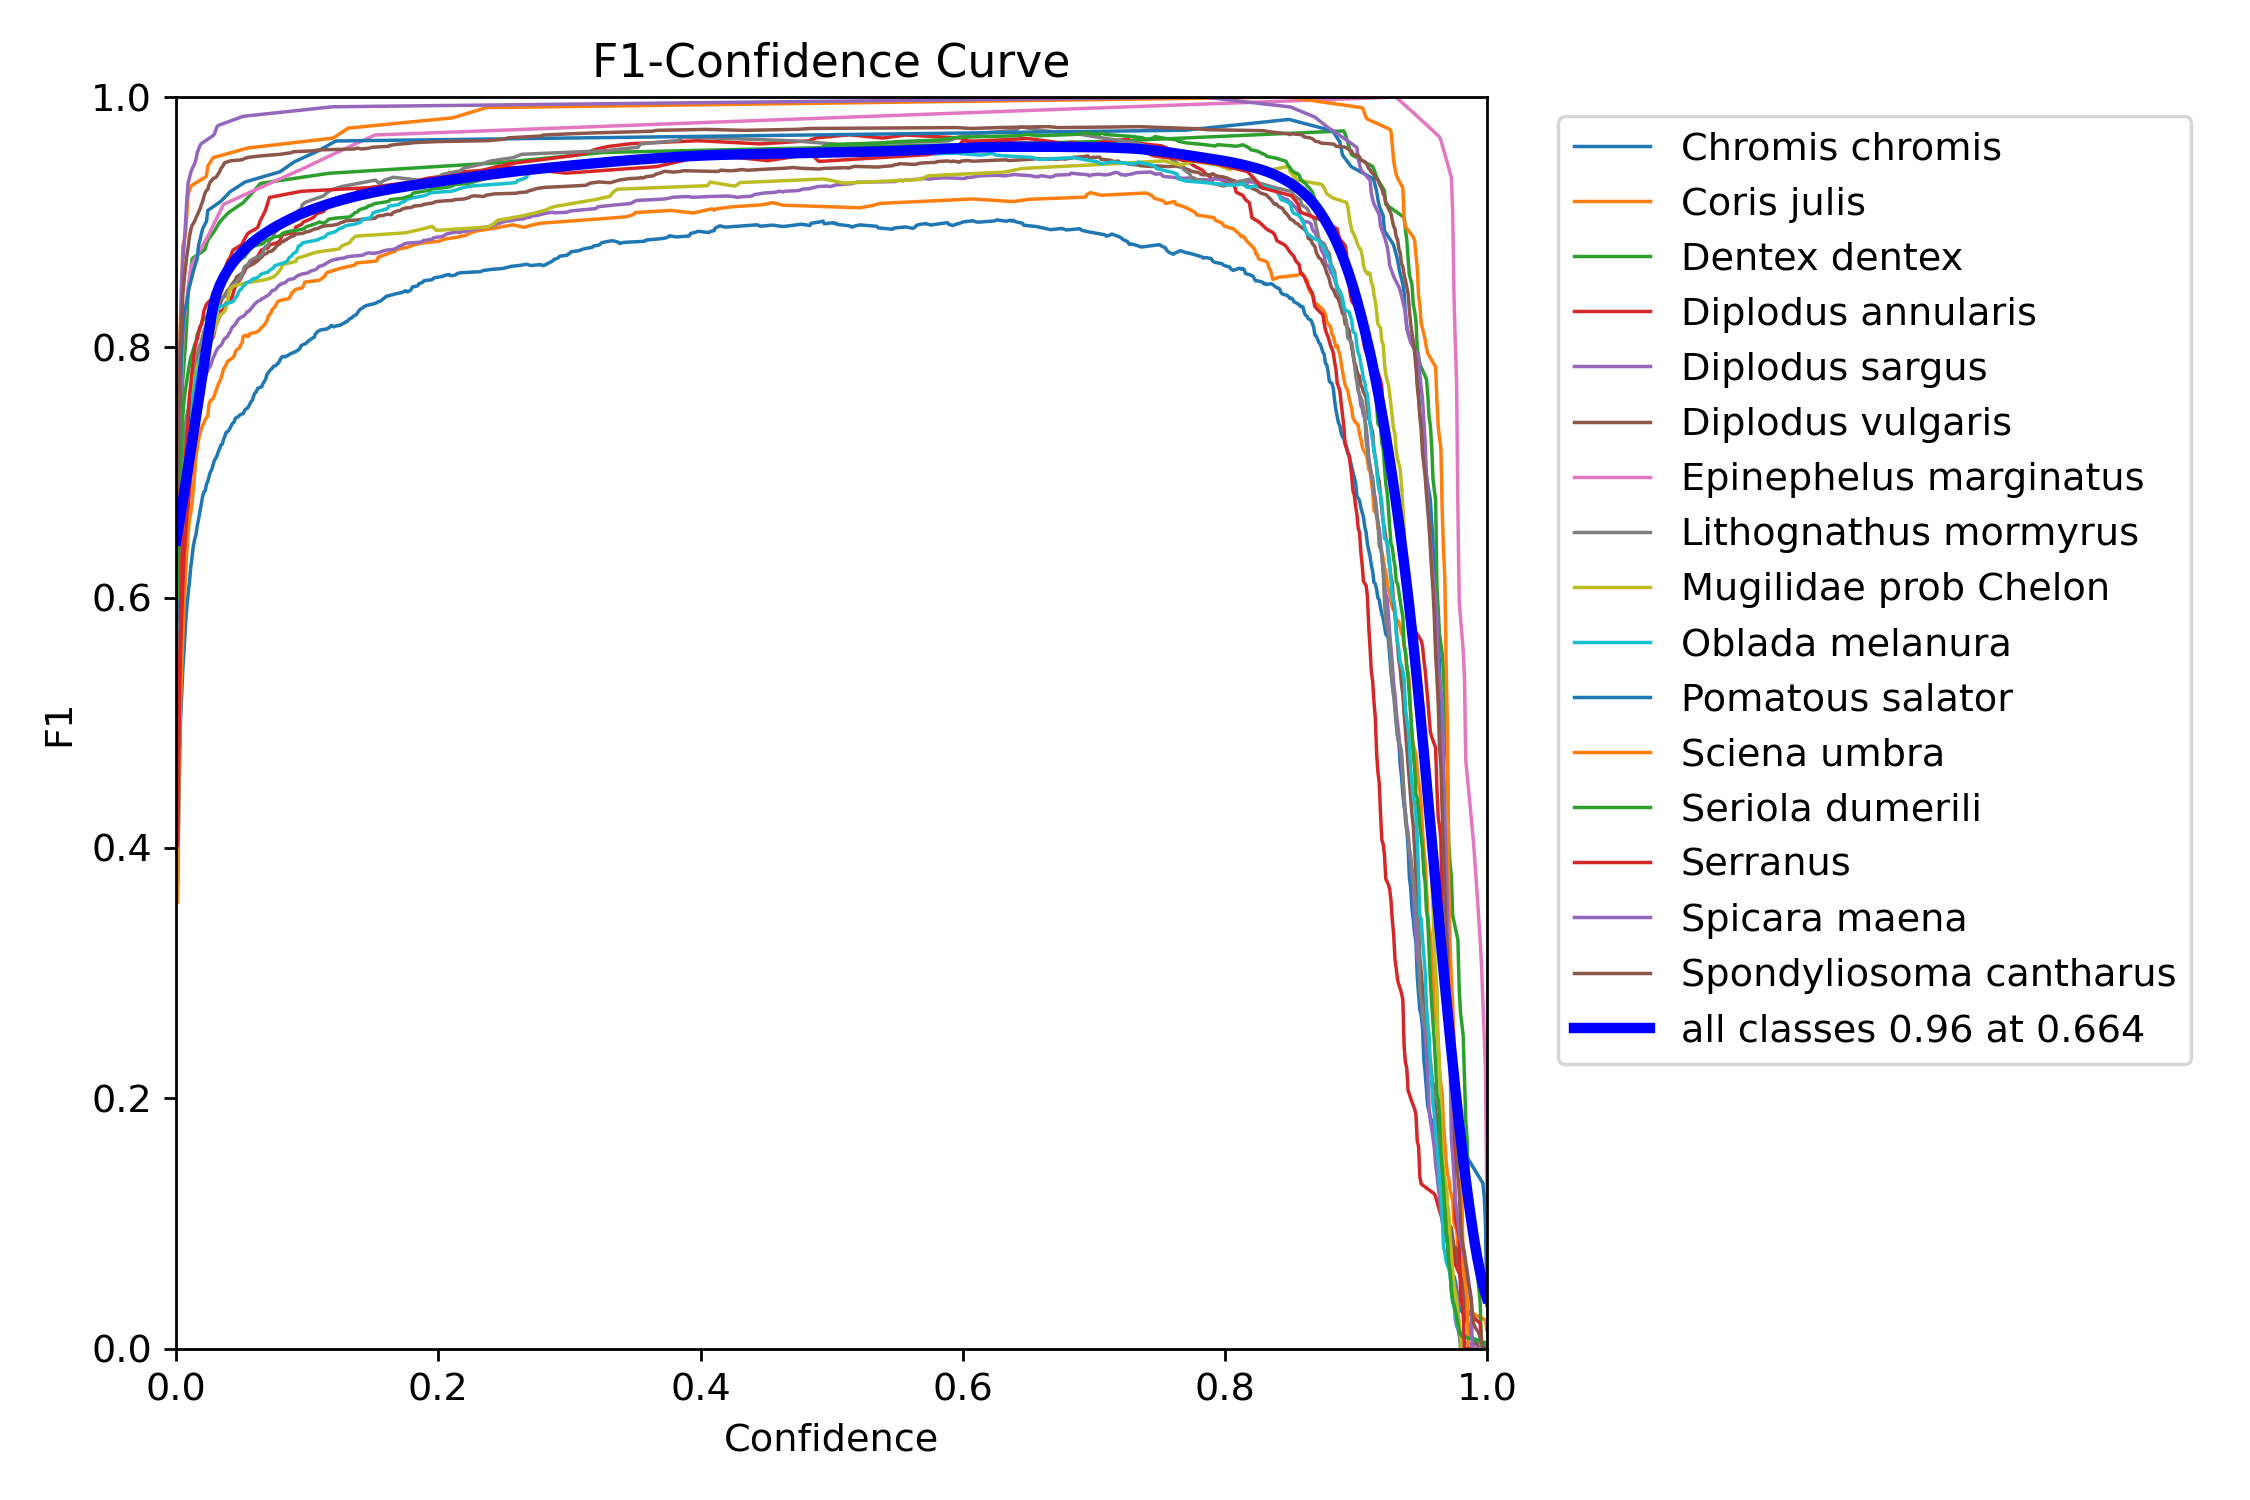 F1-Confidence Curve
1.0
0.8
0.6
0.4
0.2
0.0
F1
0.0 0.2 0.4 0.6 0.8 1.0
Confidence
Chromis chromis
Coris julis
Dentex dentex
Diplodus annularis
Diplodus sargus
Diplodus vulgaris
Epinephelus marginatus
Lithognathus mormyrus
Mugilidae prob Chelon
Oblada melanura
Pomatous salator
Sciena umbra
Seriola dumerili
Serranus
Spicara maena
Spondyliosoma cantharus
all classes 0.96 at 0.664